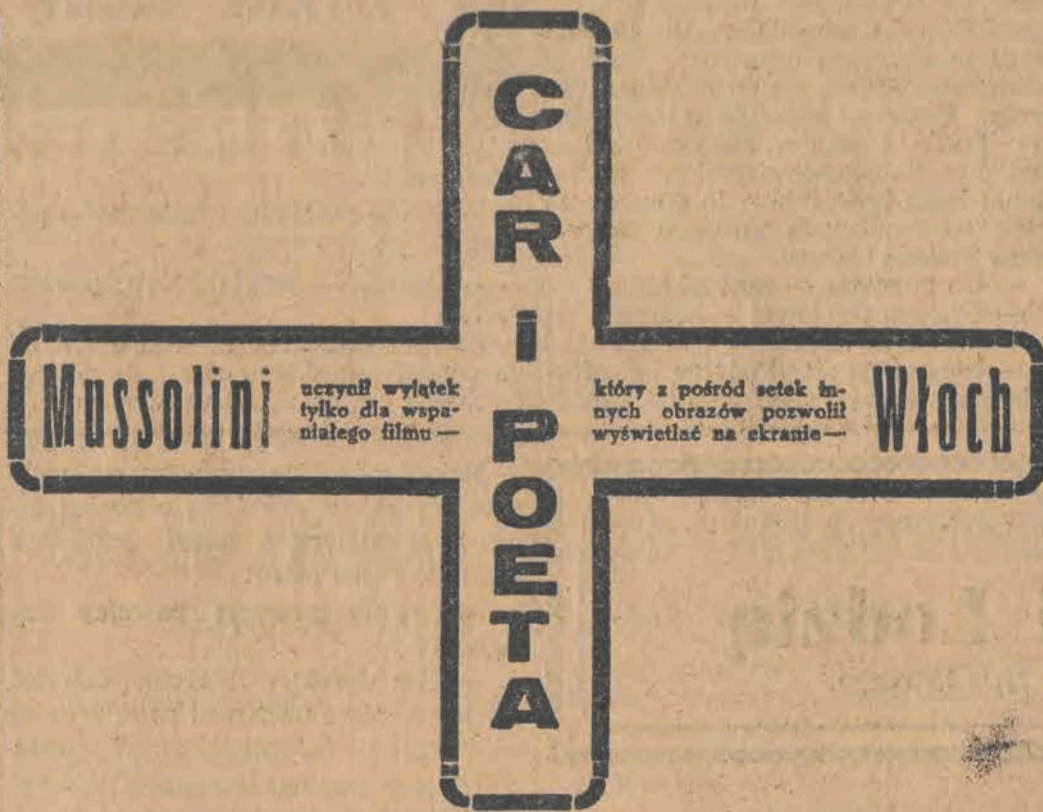 CAR i POETA
Mussolini
uczynił wyjątek
tylko dla wspa-
niałego filmu —
który z pośród setek in-
nych obrazów pozwolił
wyświetlać na ekranie —
Włoch